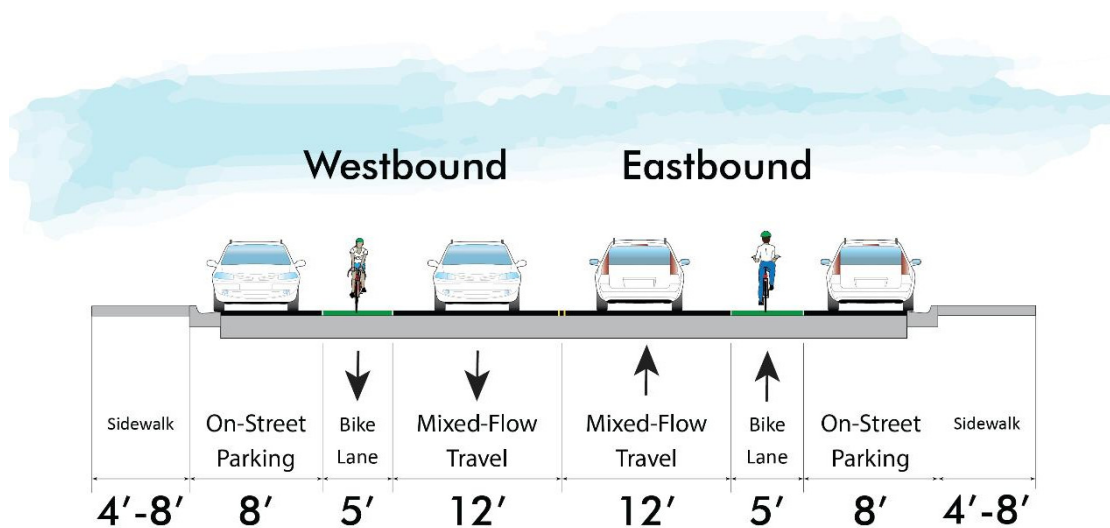 Westbound Eastbound
Sidewalk On-Street Bike Mixed-Flow Mixed-Flow Bike On-Street Sidewalk
Parking Lane Travel Travel Lane Parking
4'-8' 8' 5' 12' 12' 5' 8' 4'-8'